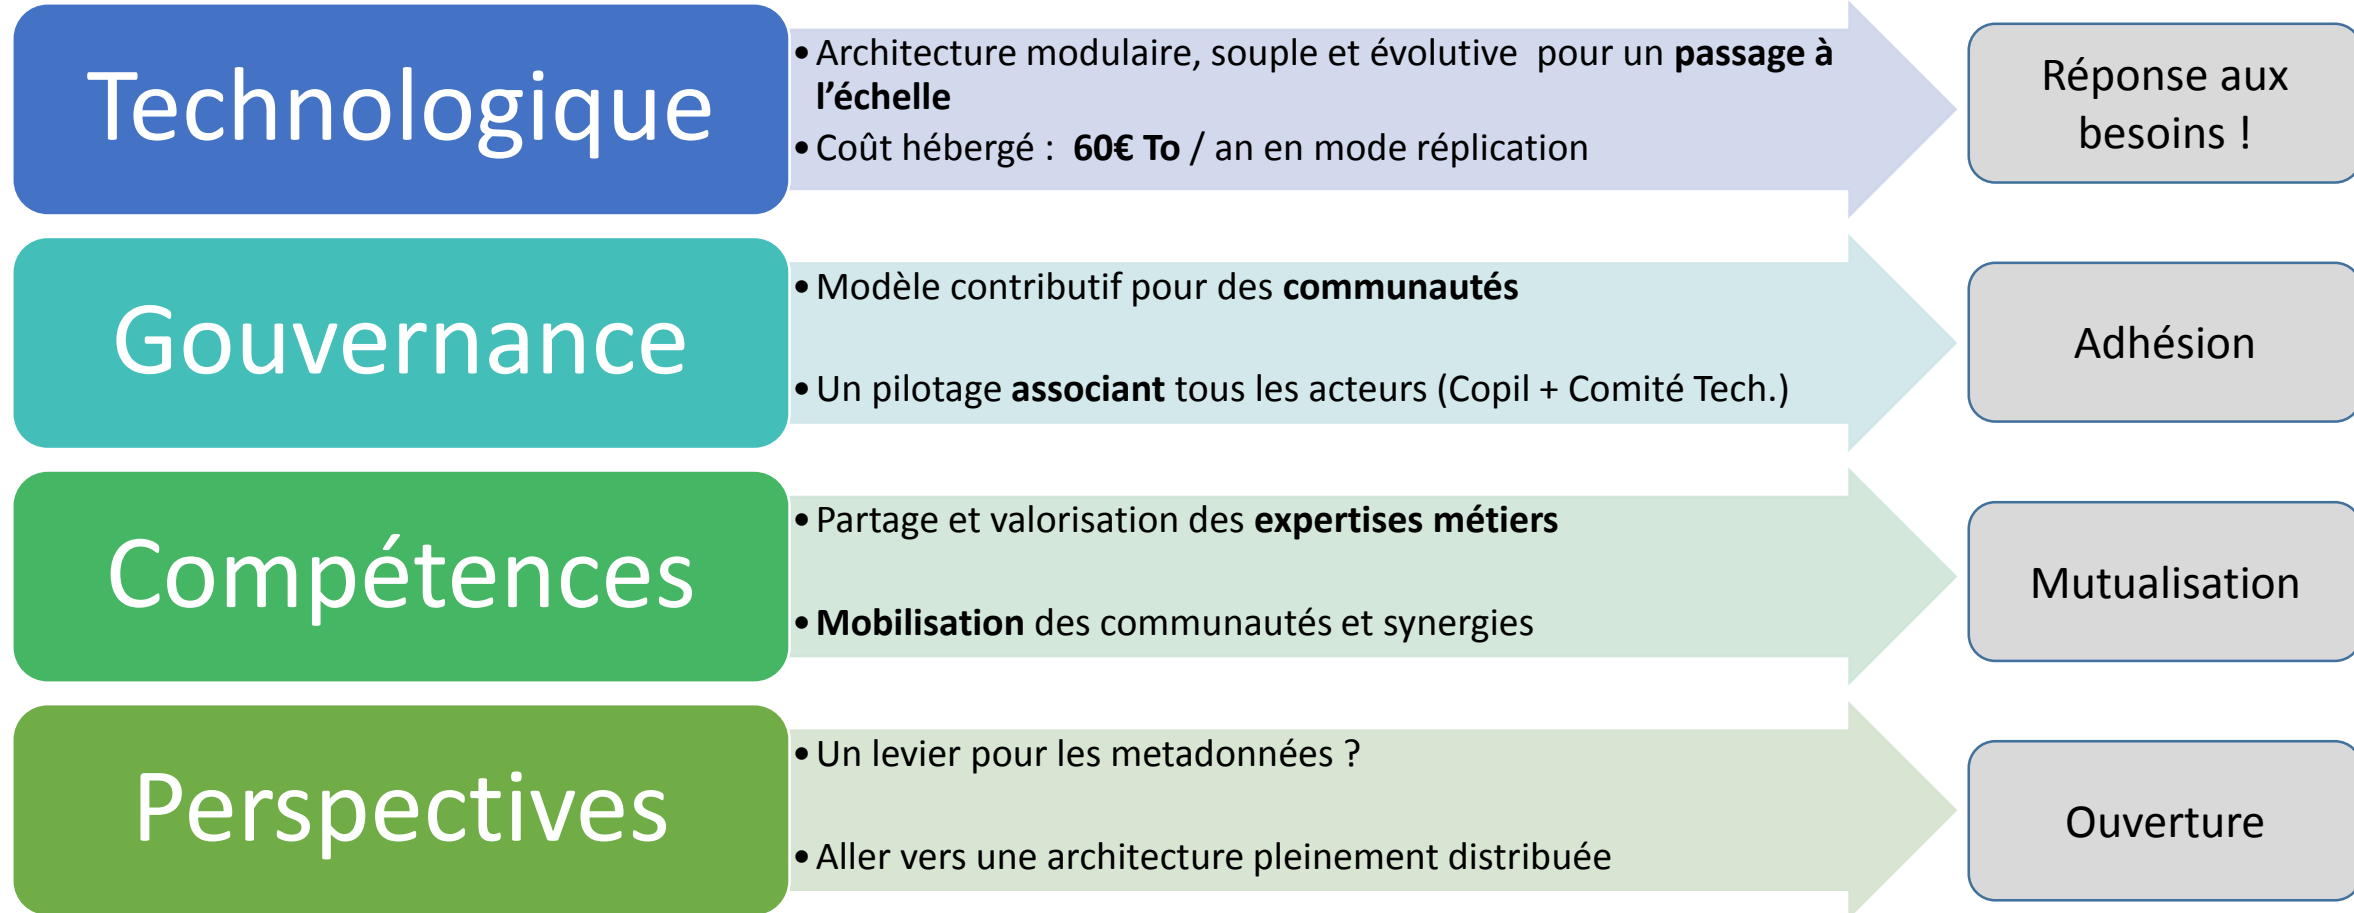 Technologique
• Architecture modulaire, souple et évolutive pour un passage à
l’échelle
• Coût hébergé : 60€ To / an en mode réplication
Réponse aux
besoins !
Gouvernance
• Modèle contributif pour des communautés
• Un pilotage associant tous les acteurs (Copil + Comité Tech.)
Adhésion
Compétences
• Partage et valorisation des expertises métiers
• Mobilisation des communautés et synergies
Mutualisation
Perspectives
• Un levier pour les metadonnées ?
• Aller vers une architecture pleinement distribuée
Ouverture